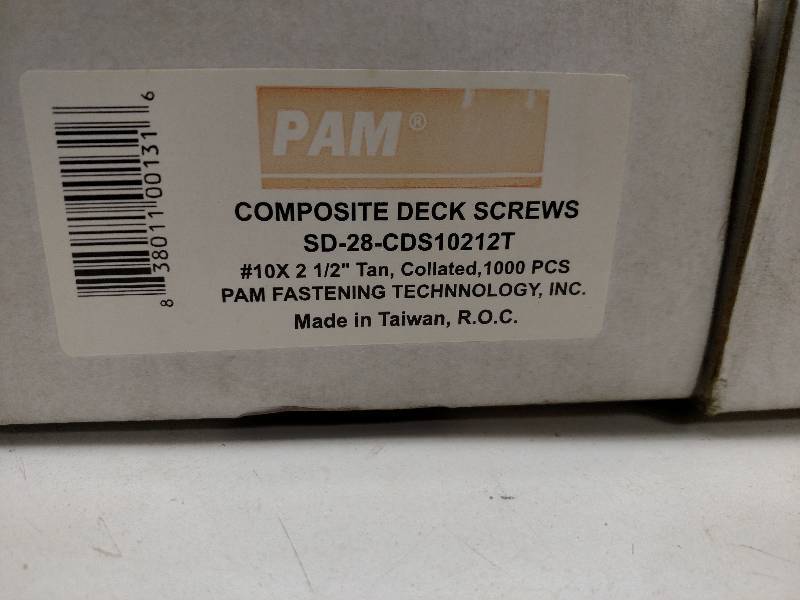 PAM®
COMPOSITE DECK SCREWS
SD-28-CDS10212T
#10X 2 1/2" Tan, Collated,1000 PCS
PAM FASTENING TECHNNOLOGY, INC.
Made in Taiwan, R.O.C.
8 38011 00131 6